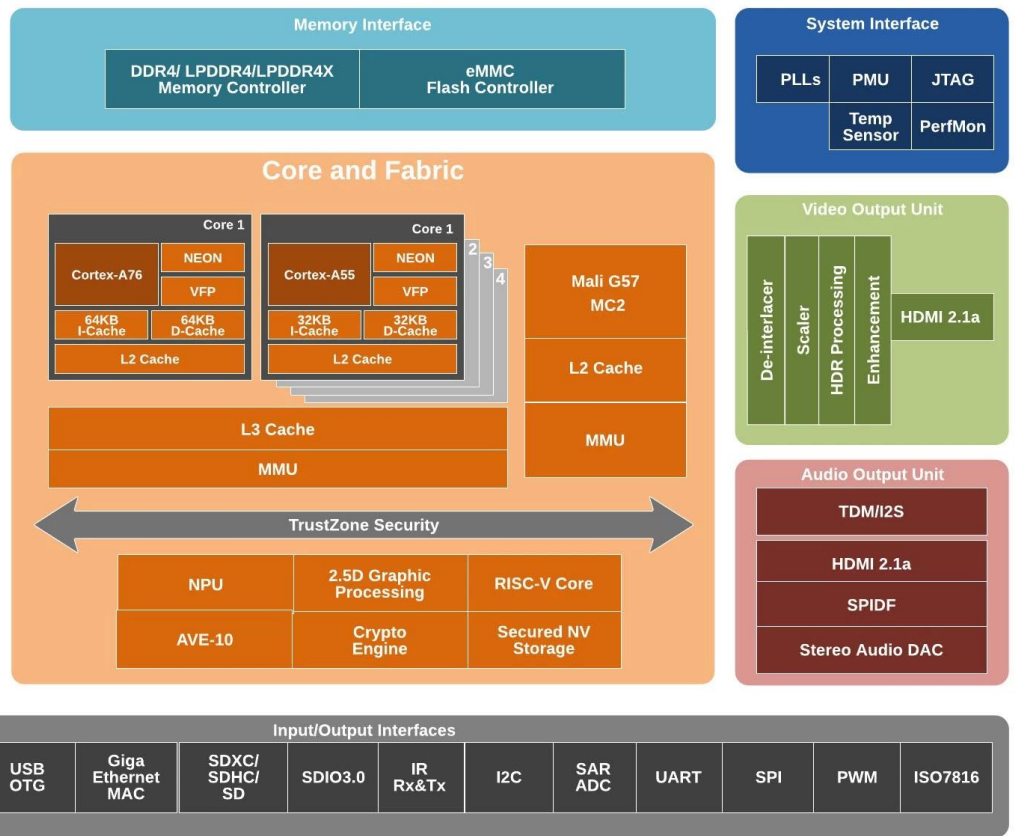 Memory Interface
DDR4/ LPDDR4/LPDDR4X
Memory Controller
eMMC
Flash Controller
System Interface
PLLs
PMU
JTAG
Temp
Sensor
PerfMon
Core and Fabric
Core 1
Cortex-A76
NEON
VFP
64KB
I-Cache
64KB
D-Cache
L2 Cache
Core 1
2
3
4
Cortex-A55
NEON
VFP
32KB
I-Cache
32KB
D-Cache
L2 Cache
Mali G57
MC2
L2 Cache
MMU
L3 Cache
MMU
TrustZone Security
NPU
2.5D Graphic
Processing
RISC-V Core
AVE-10
Crypto
Engine
Secured NV
Storage
Video Output Unit
De-interlacer
Scaler
HDR Processing
Enhancement
HDMI 2.1a
Audio Output Unit
TDM/I2S
HDMI 2.1a
SPIDF
Stereo Audio DAC
Input/Output Interfaces
USB
OTG
Giga
Ethernet
MAC
SDXC/
SDHC/
SD
SDIO3.0
IR
Rx&Tx
I2C
SAR
ADC
UART
SPI
PWM
ISO7816